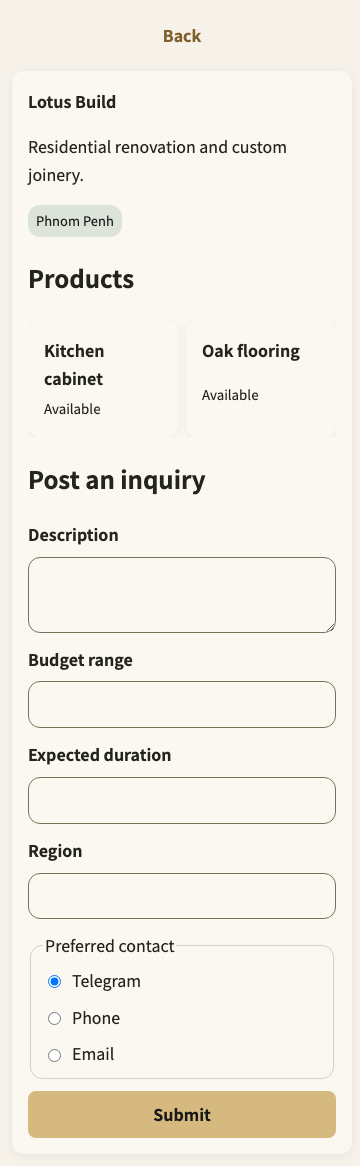 Back
Lotus Build
Residential renovation and custom
joinery.
Phnom Penh
Products
Kitchen
cabinet
Available
Oak flooring
Available
Post an inquiry
Description
Budget range
Expected duration
Region
Preferred contact
Telegram
Phone
Email
Submit